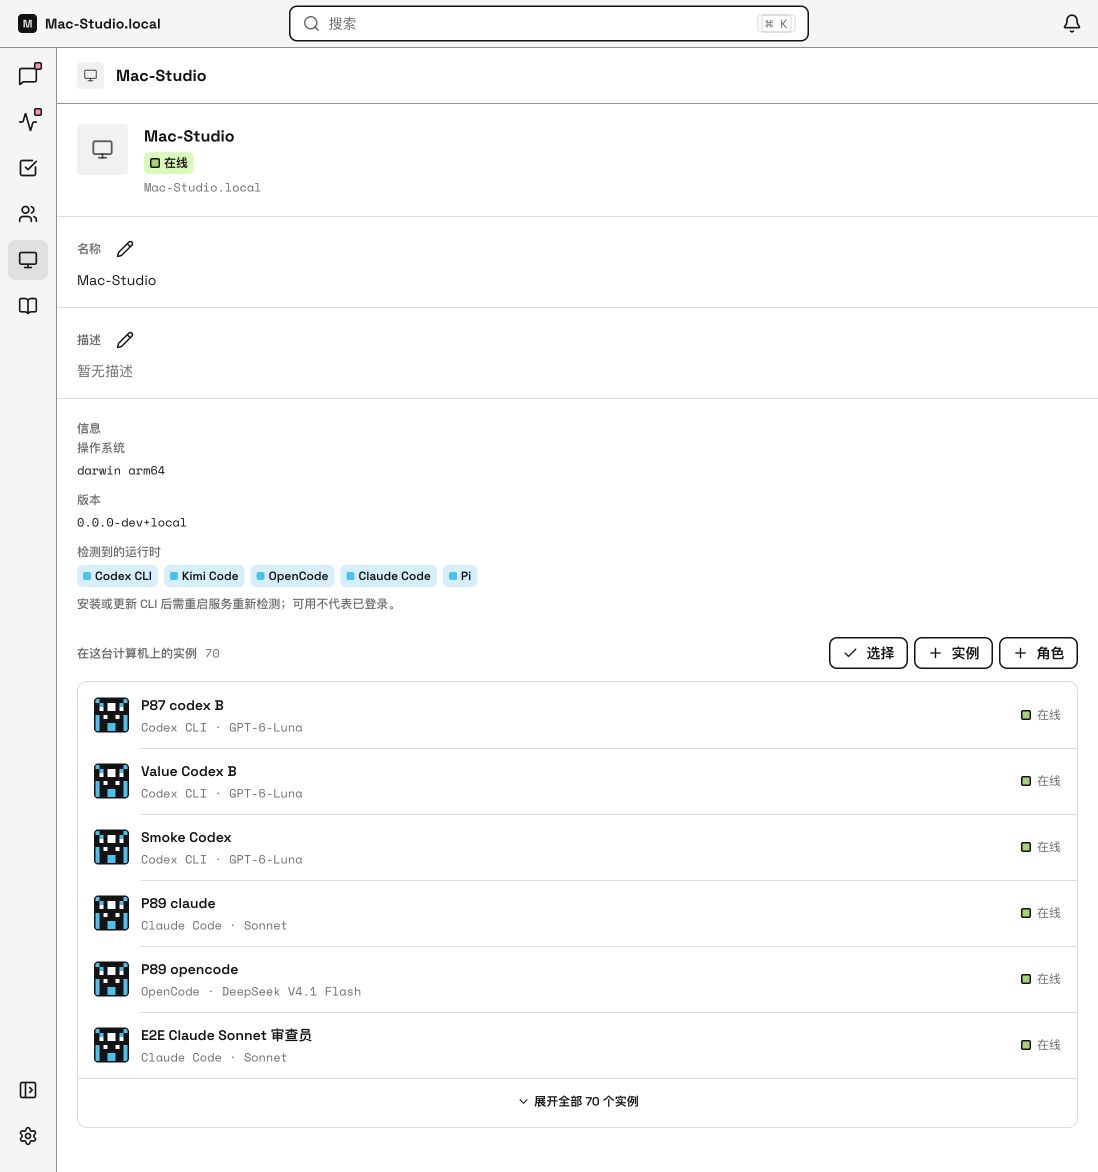 M Mac-Studio.local
搜索
⌘ K
Mac-Studio
Mac-Studio
在线
Mac-Studio.local
名称
Mac-Studio
描述
暂无描述
信息
操作系统
darwin arm64
版本
0.0.0-dev+local
检测到的运行时
Codex CLI Kimi Code OpenCode Claude Code Pi
安装或更新 CLI 后需重启服务重新检测；可用不代表已登录。
在这台计算机上的实例 70
选择 实例 角色
P87 codex B
Codex CLI · GPT-6-Luna
在线
Value Codex B
Codex CLI · GPT-6-Luna
在线
Smoke Codex
Codex CLI · GPT-6-Luna
在线
P89 claude
Claude Code · Sonnet
在线
P89 opencode
OpenCode · DeepSeek V4.1 Flash
在线
E2E Claude Sonnet 审查员
Claude Code · Sonnet
在线
展开全部 70 个实例